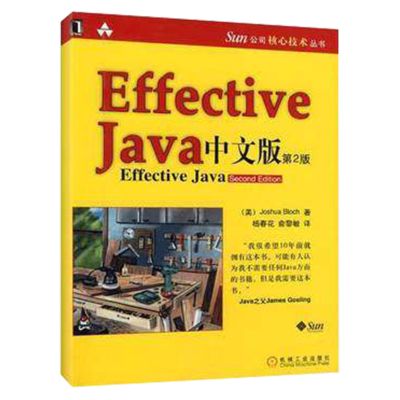 Sun公司核心技术丛书
Effective
Java中文版第2版
Effective Java Second Edition
(美) Joshua Bloch 著
杨春花 俞黎敏 译
"我很希望10年前就
拥有这本书。可能有人认
为我不需要任何Java方面
的书籍,但是我需要这本
书。"
Java之父James Gosling
Sun
机械工业出版社
China Machine Press